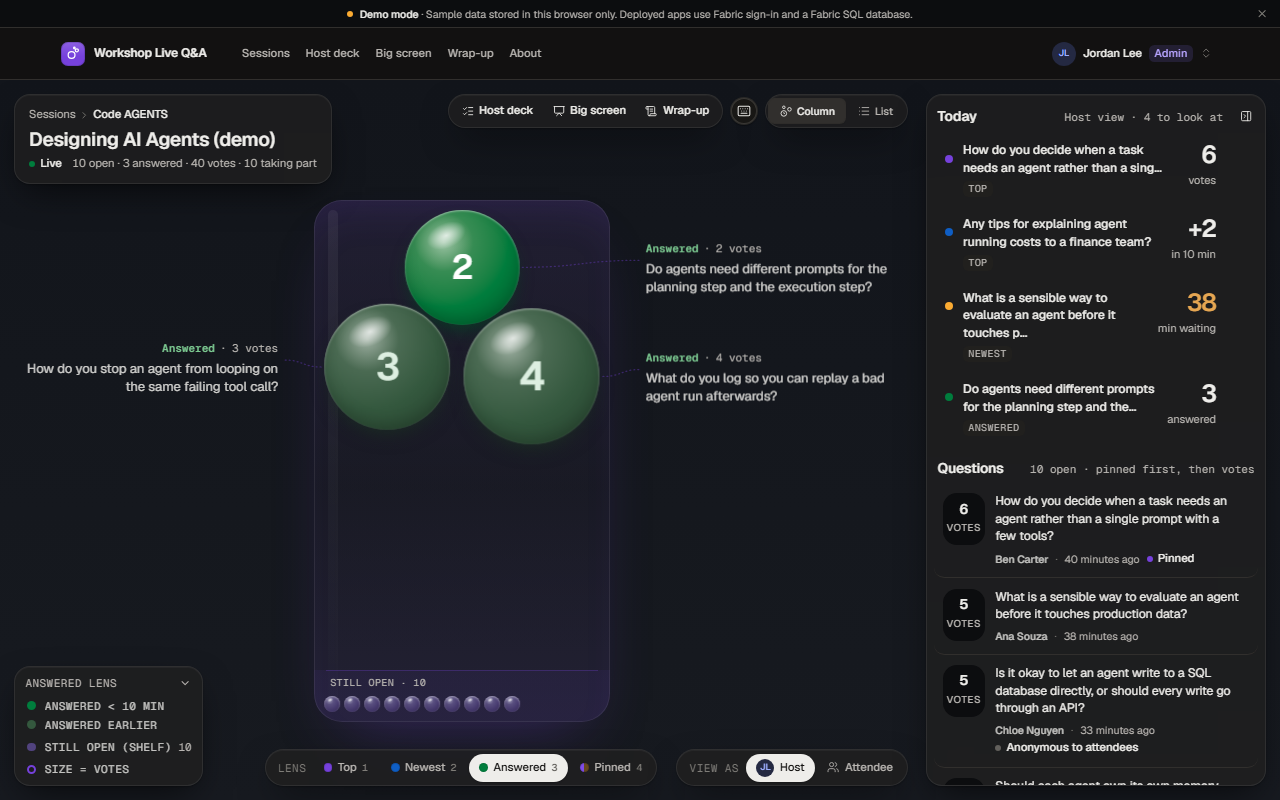 Demo mode · Sample data stored in this browser only. Deployed apps use Fabric sign-in and a Fabric SQL database.
Workshop Live Q&A
Sessions
Host deck
Big screen
Wrap-up
About
JL
Jordan Lee
Admin
Sessions > Code AGENTS
Designing AI Agents (demo)
Live 10 open · 3 answered · 40 votes · 10 taking part
Host deck
Big screen
Wrap-up
Column
List
2
3
4
Answered · 2 votes
Do agents need different prompts for the
planning step and the execution step?
Answered · 3 votes
How do you stop an agent from looping on
the same failing tool call?
Answered · 4 votes
What do you log so you can replay a bad
agent run afterwards?
STILL OPEN · 10
ANSWERED LENS
ANSWERED < 10 MIN
ANSWERED EARLIER
STILL OPEN (SHELF) 10
SIZE = VOTES
LENS
Top 1
Newest 2
Answered 3
Pinned 4
VIEW AS
JL
Host
Attendee
Today
Host view · 4 to look at
How do you decide when a task
needs an agent rather than a sing…
TOP
6
votes
Any tips for explaining agent
running costs to a finance team?
TOP
+2
in 10 min
What is a sensible way to
evaluate an agent before it
touches p…
NEWEST
38
min waiting
Do agents need different prompts
for the planning step and the…
ANSWERED
3
answered
Questions
10 open · pinned first, then votes
6
VOTES
How do you decide when a task needs an
agent rather than a single prompt with a
few tools?
Ben Carter · 40 minutes ago
Pinned
5
VOTES
What is a sensible way to evaluate an agent
before it touches production data?
Ana Souza · 38 minutes ago
5
VOTES
Is it okay to let an agent write to a SQL
database directly, or should every write go
through an API?
Chloe Nguyen · 33 minutes ago
Anonymous to attendees
Should each agent own its own memory